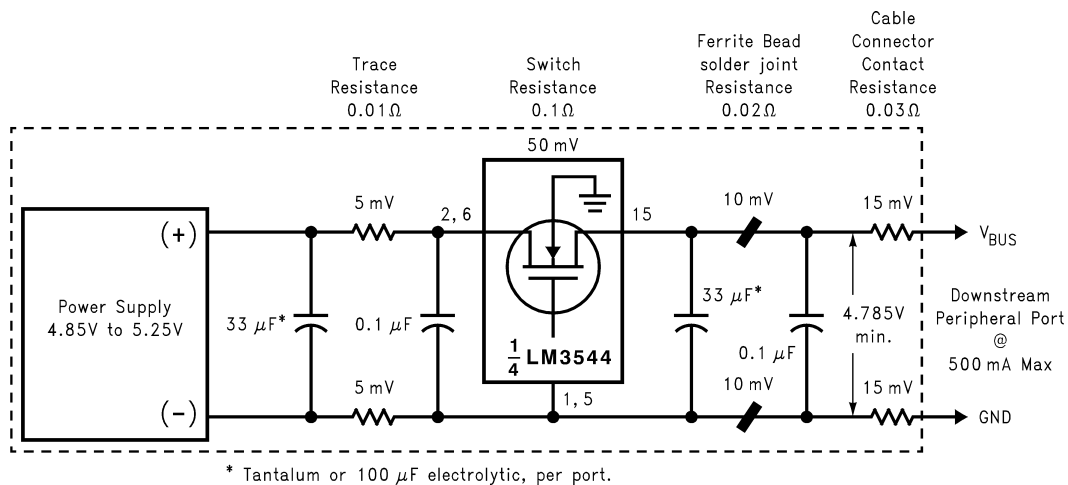 Trace
Resistance
0.01Ω
Switch
Resistance
0.1Ω
Ferrite Bead
solder joint
Resistance
0.02Ω
Cable
Connector
Contact
Resistance
0.03Ω
50 mV
5 mV
2, 6
15
10 mV
15 mV
(+)
V_BUS
Power Supply
4.85V to 5.25V
33 μF*
0.1 μF
1/4 LM3544
33 μF*
0.1 μF
4.785V
min.
Downstream
Peripheral Port
@
500 mA Max
5 mV
1, 5
10 mV
15 mV
(-)
GND
* Tantalum or 100 μF electrolytic, per port.